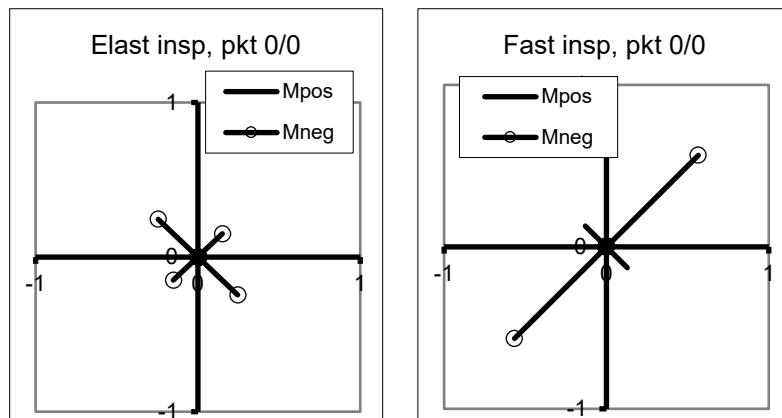 Elast insp, pkt 0/0
Mpos
Mneg
1
0
-1
0
1
-1
Fast insp, pkt 0/0
Mpos
Mneg
0
-1
0
1
-1